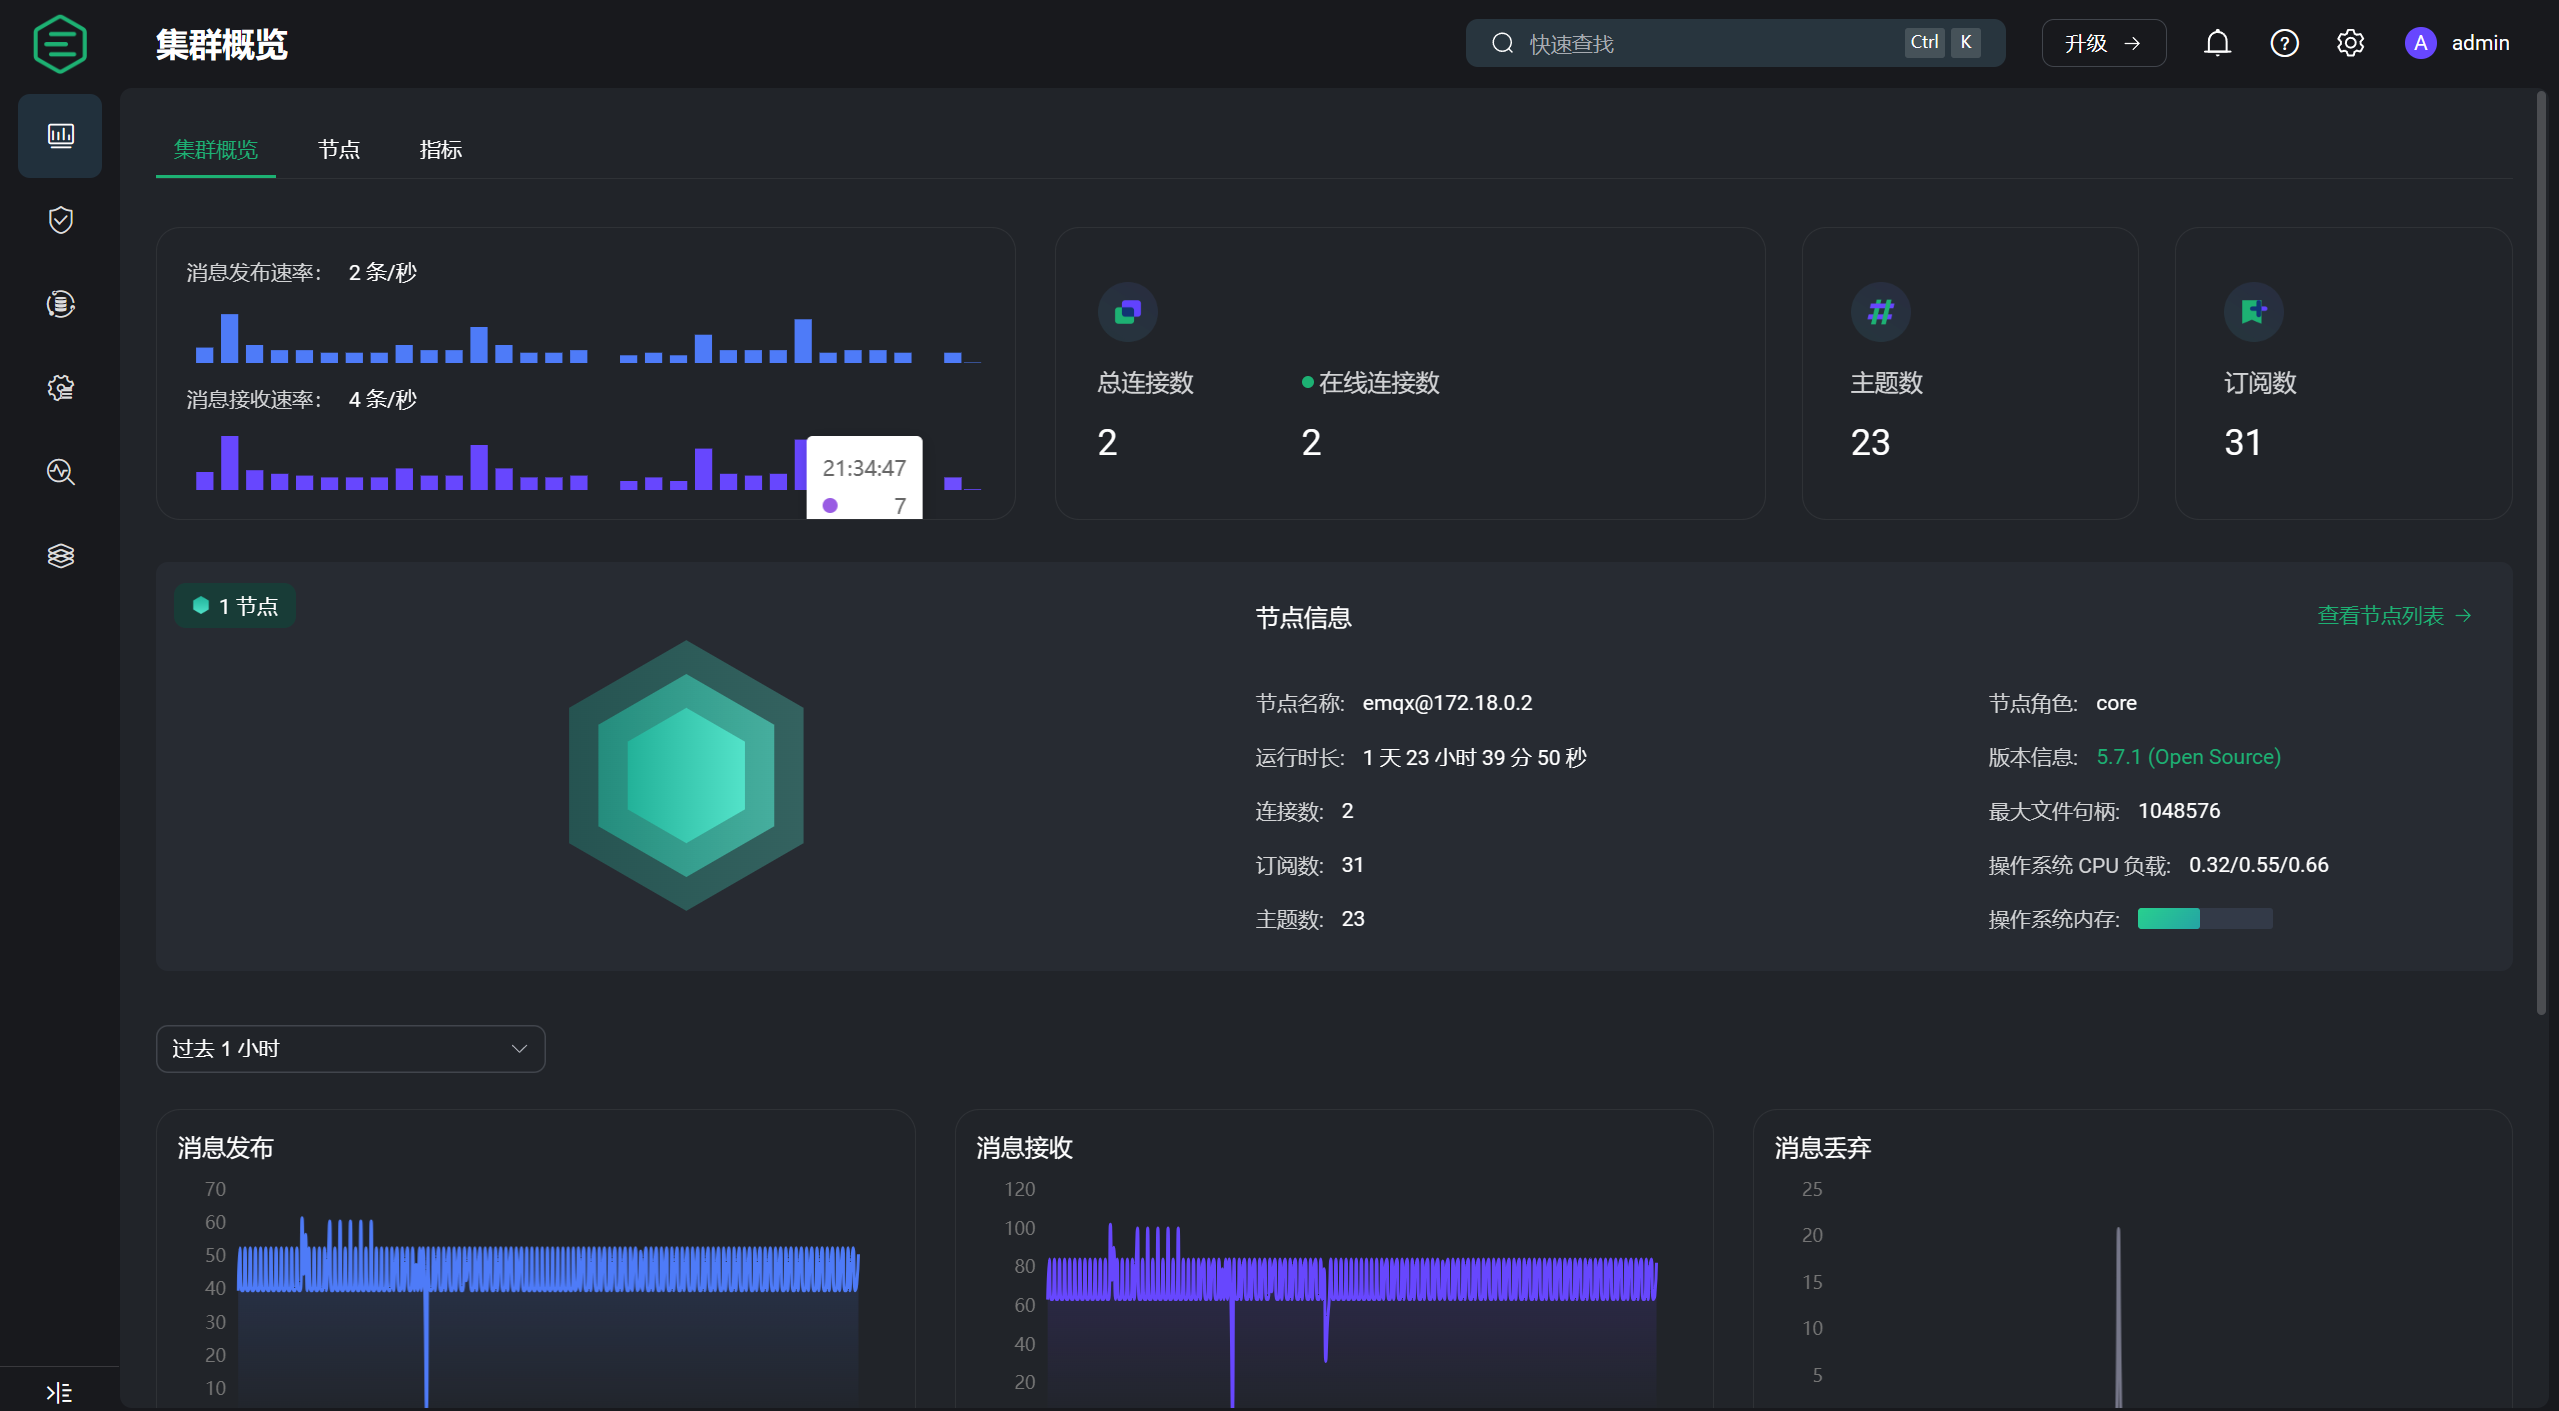 集群概览
快速查找
Ctrl K
升级 →
A admin
集群概览
节点
指标
消息发布速率： 2 条/秒
消息接收速率： 4 条/秒
21:34:47
7
总连接数
2
在线连接数
2
主题数
23
订阅数
31
1 节点
节点信息
查看节点列表 →
节点名称: emqx@172.18.0.2
节点角色: core
运行时长: 1 天 23 小时 39 分 50 秒
版本信息: 5.7.1 (Open Source)
连接数: 2
最大文件句柄: 1048576
订阅数: 31
操作系统 CPU 负载: 0.32/0.55/0.66
主题数: 23
操作系统内存:
过去 1 小时
消息发布
70
60
50
40
30
20
10
消息接收
120
100
80
60
40
20
消息丢弃
25
20
15
10
5